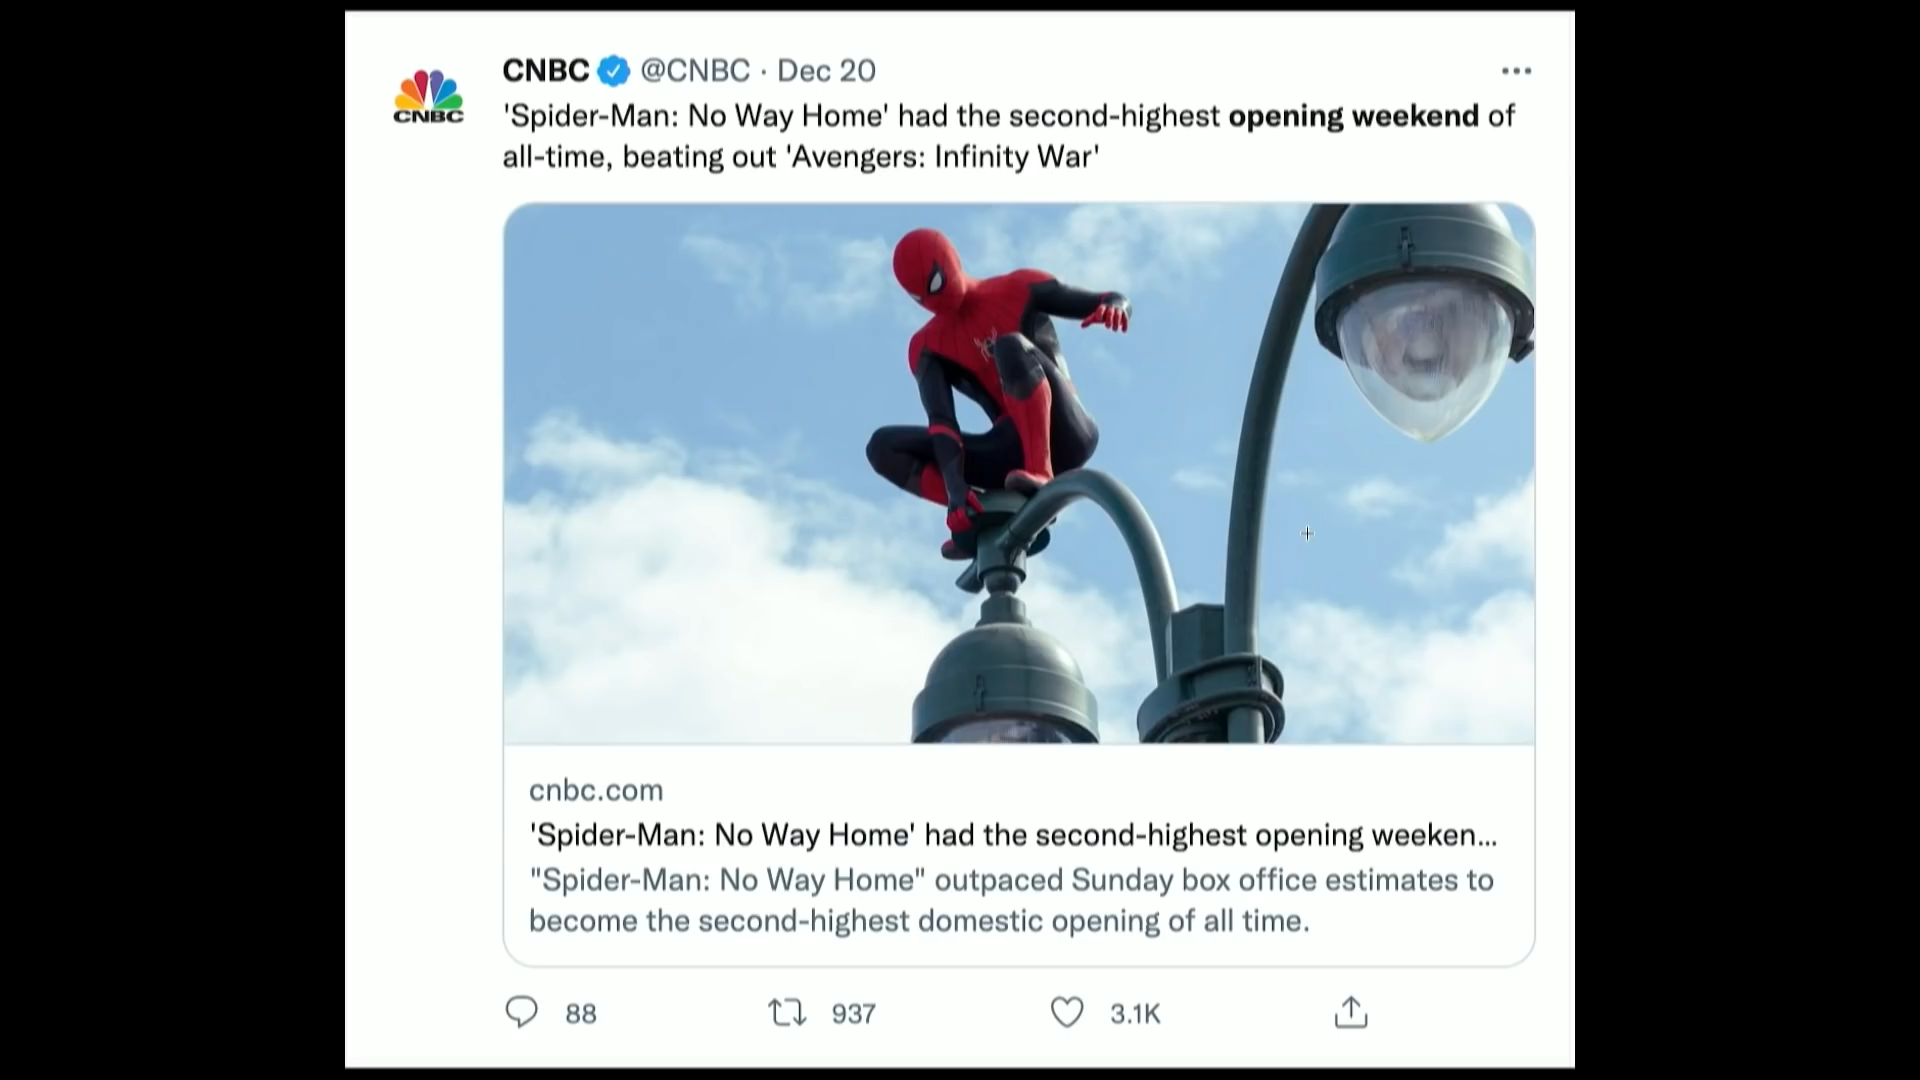 CNBC @CNBC · Dec 20
CNBC
'Spider-Man: No Way Home' had the second-highest opening weekend of
all-time, beating out 'Avengers: Infinity War'
cnbc.com
'Spider-Man: No Way Home' had the second-highest opening weeken...
"Spider-Man: No Way Home" outpaced Sunday box office estimates to
become the second-highest domestic opening of all time.
88 937 3.1K